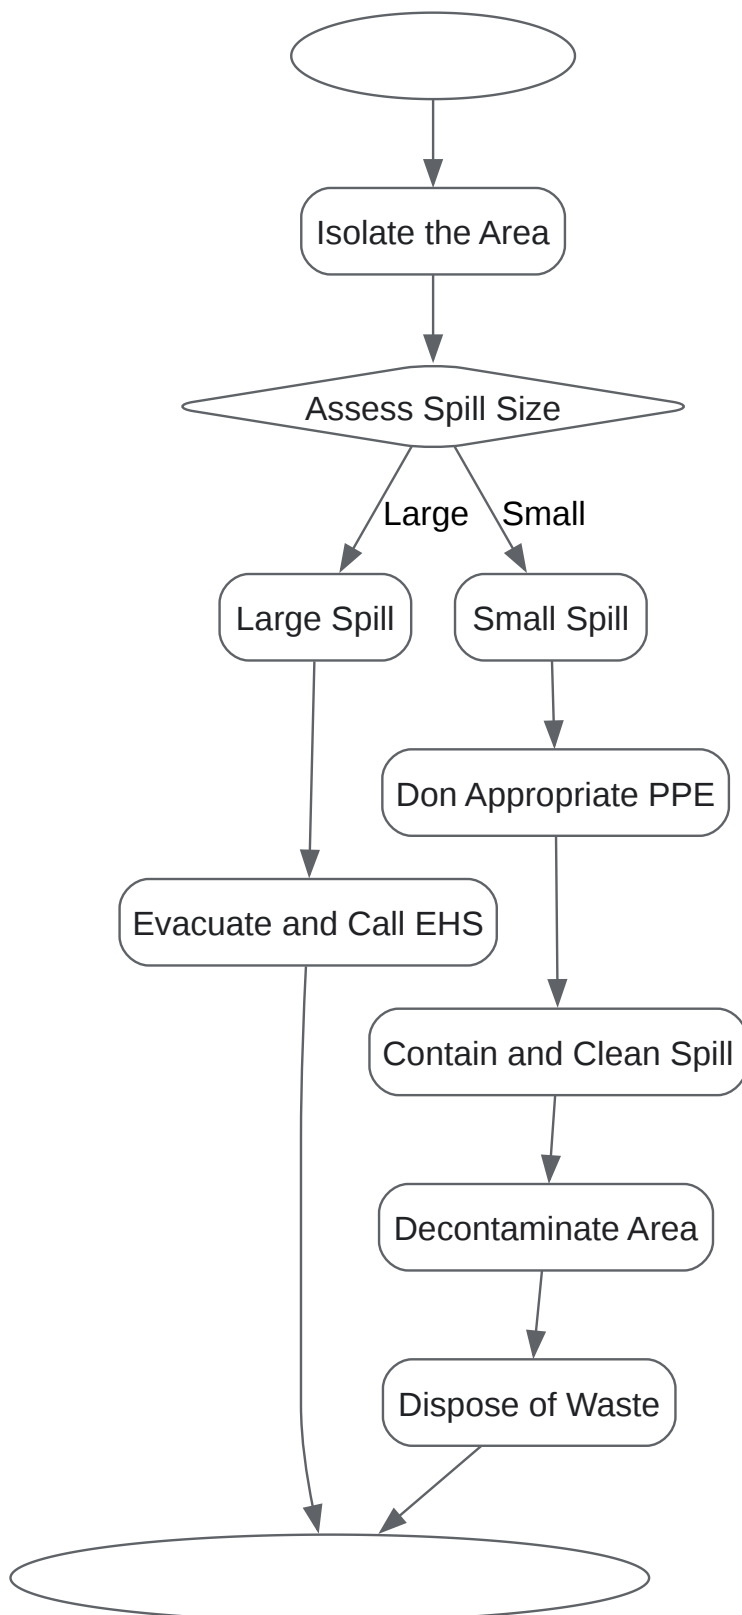 Isolate the Area
Assess Spill Size
Large
Small
Large Spill
Small Spill
Don Appropriate PPE
Evacuate and Call EHS
Contain and Clean Spill
Decontaminate Area
Dispose of Waste